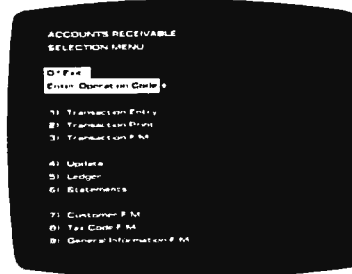 ACCOUNTS RECEIVABLE
SELECTION MENU
0* Exit
Enter Operation Code
1) Transaction Entry
2) Transaction Print
3) Transaction F.M.
4) Update
5) Ledger
6) Statements
7) Customer F.M.
8) Tax Code F.M.
9) General Information F.M.